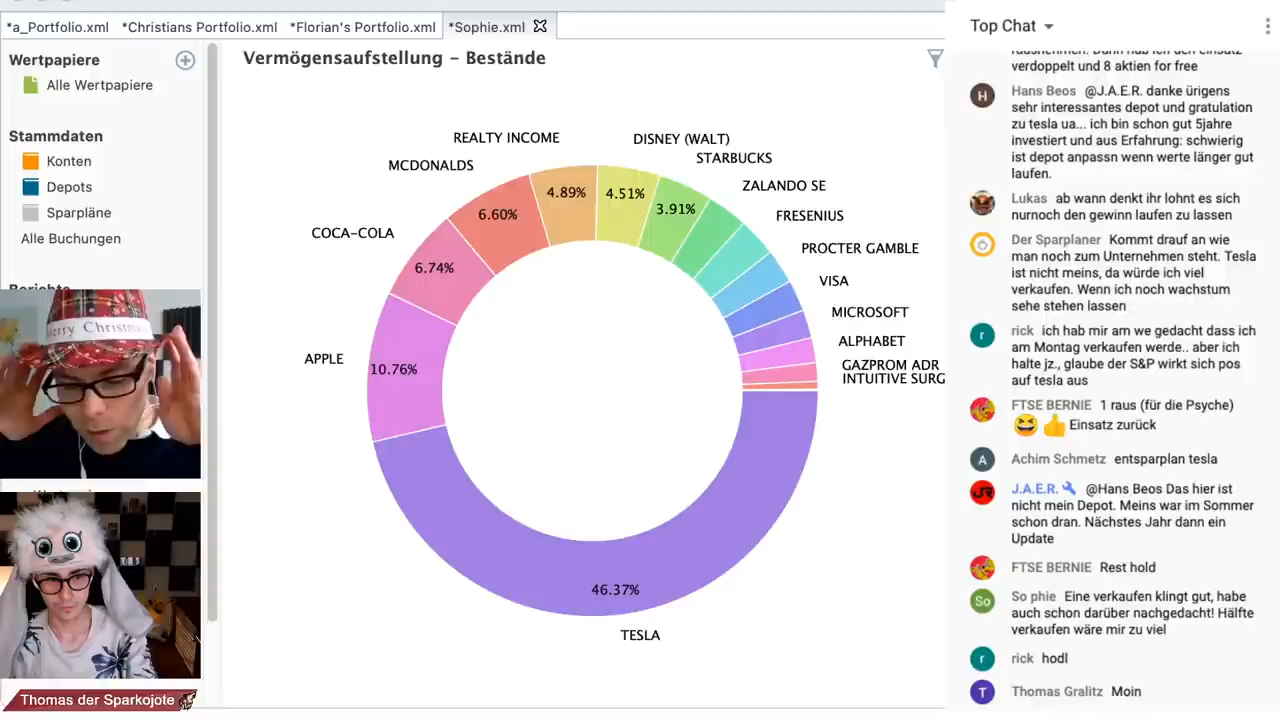 *a_Portfolio.xml
*Christians Portfolio.xml
*Florian's Portfolio.xml
*Sophie.xml
Wertpapiere
Alle Wertpapiere
Stammdaten
Konten
Depots
Sparpläne
Alle Buchungen
Berichte
Merry Christmas
Thomas der Sparkojote
Vermögensaufstellung – Bestände
REALTY INCOME
DISNEY (WALT)
MCDONALDS
STARBUCKS
ZALANDO SE
COCA-COLA
FRESENIUS
PROCTER GAMBLE
VISA
MICROSOFT
ALPHABET
APPLE
GAZPROM ADR
INTUITIVE SURG
4.89%
4.51%
6.60%
3.91%
6.74%
10.76%
46.37%
TESLA
Top Chat
rausnehmen. Dann hab ich den einsatz
verdoppelt und 8 aktien for free
H
Hans Beos @J.A.E.R. danke ürigens
sehr interessantes depot und gratulation
zu tesla ua... ich bin schon gut 5jahre
investiert und aus Erfahrung: schwierig
ist depot anpassn wenn werte länger gut
laufen.
Lukas ab wann denkt ihr lohnt es sich
nurnoch den gewinn laufen zu lassen
Der Sparplaner Kommt drauf an wie
man noch zum Unternehmen steht. Tesla
ist nicht meins, da würde ich viel
verkaufen. Wenn ich noch wachstum
sehe stehen lassen
r
rick ich hab mir am we gedacht dass ich
am Montag verkaufen werde.. aber ich
halte jz., glaube der S&P wirkt sich pos
auf tesla aus
FTSE BERNIE 1 raus (für die Psyche)
Einsatz zurück
A
Achim Schmetz entsparplan tesla
JR
J.A.E.R. @Hans Beos Das hier ist
nicht mein Depot. Meins war im Sommer
schon dran. Nächstes Jahr dann ein
Update
FTSE BERNIE Rest hold
So
So phie Eine verkaufen klingt gut, habe
auch schon darüber nachgedacht! Hälfte
verkaufen wäre mir zu viel
r
rick hodl
T
Thomas Gralitz Moin